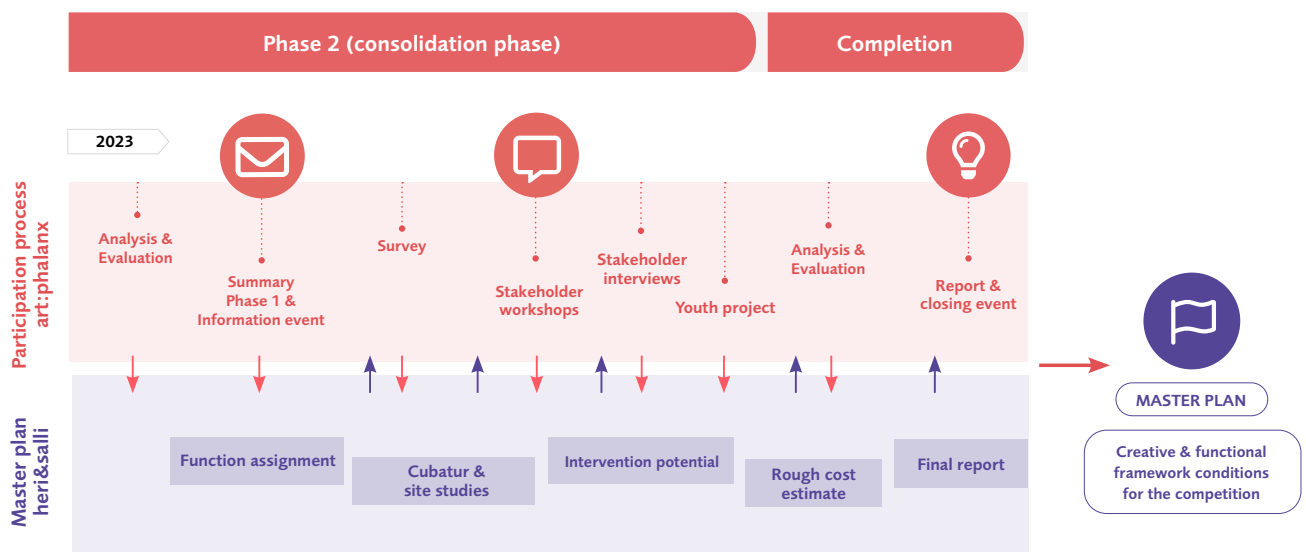 Phase 2 (consolidation phase)
Completion
2023
Participation process
art:phalanx
Analysis &
Evaluation
Summary
Phase 1 &
Information event
Survey
Stakeholder
workshops
Stakeholder
interviews
Youth project
Analysis &
Evaluation
Report &
closing event
Master plan
heri&salli
Function assignment
Cubatur &
site studies
Intervention potential
Rough cost
estimate
Final report
MASTER PLAN
Creative & functional
framework conditions
for the competition